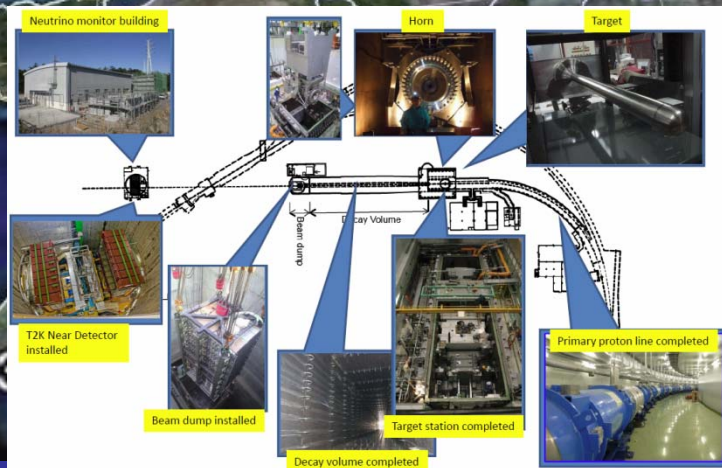 Neutrino monitor building
Horn
Target
Beam dump
Decay Volume
T2K Near Detector
installed
Beam dump installed
Decay volume completed
Target station completed
Primary proton line completed